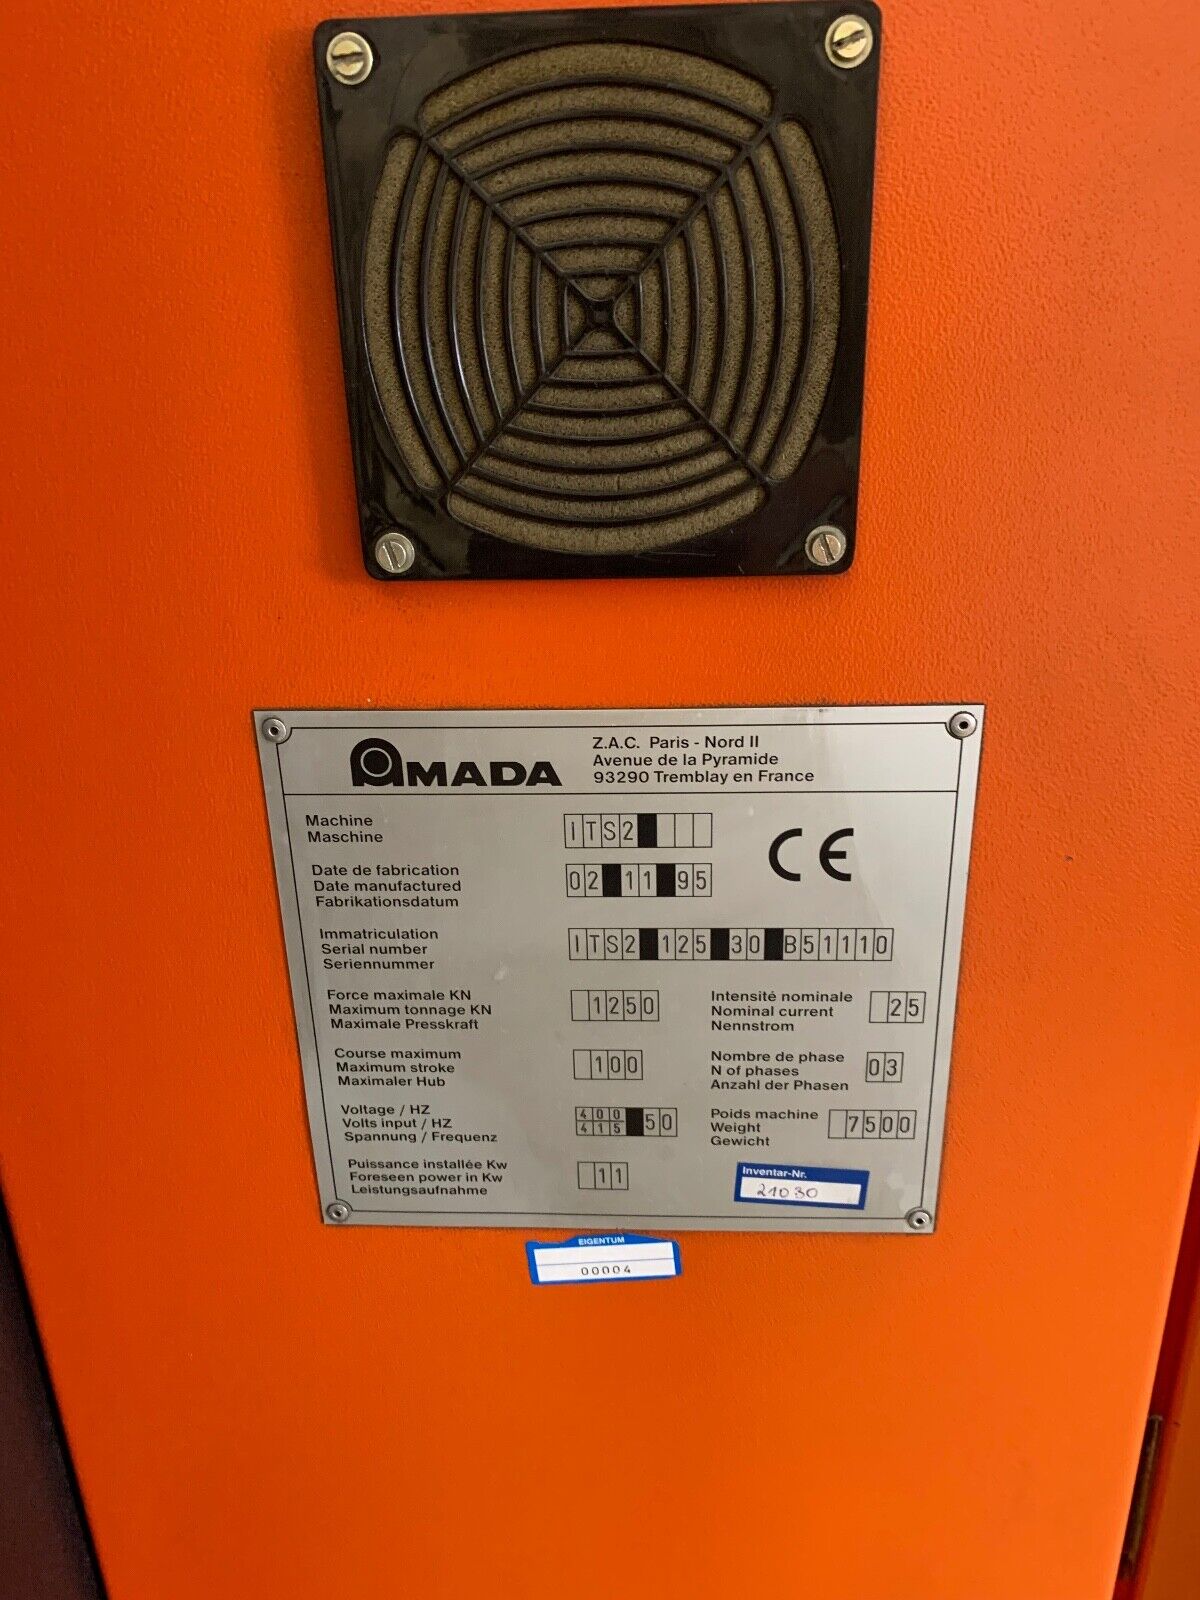 AMADA
Z.A.C. Paris - Nord II
Avenue de la Pyramide
93290 Tremblay en France
Machine
Maschine
ITS2
CE
Date de fabrication
Date manufactured
Fabrikationsdatum
02 11 95
Immatriculation
Serial number
Seriennummer
ITS2 125 30 B51110
Force maximale KN
Maximum tonnage KN
Maximale Presskraft
1250
Intensité nominale
Nominal current
Nennstrom
25
Course maximum
Maximum stroke
Maximaler Hub
100
Nombre de phase
N of phases
Anzahl der Phasen
03
Voltage / HZ
Volts input / HZ
Spannung / Frequenz
400
415
50
Poids machine
Weight
Gewicht
7500
Puissance installée Kw
Foreseen power in Kw
Leistungsaufnahme
11
Inventar-Nr.
21030
EIGENTUM
00004